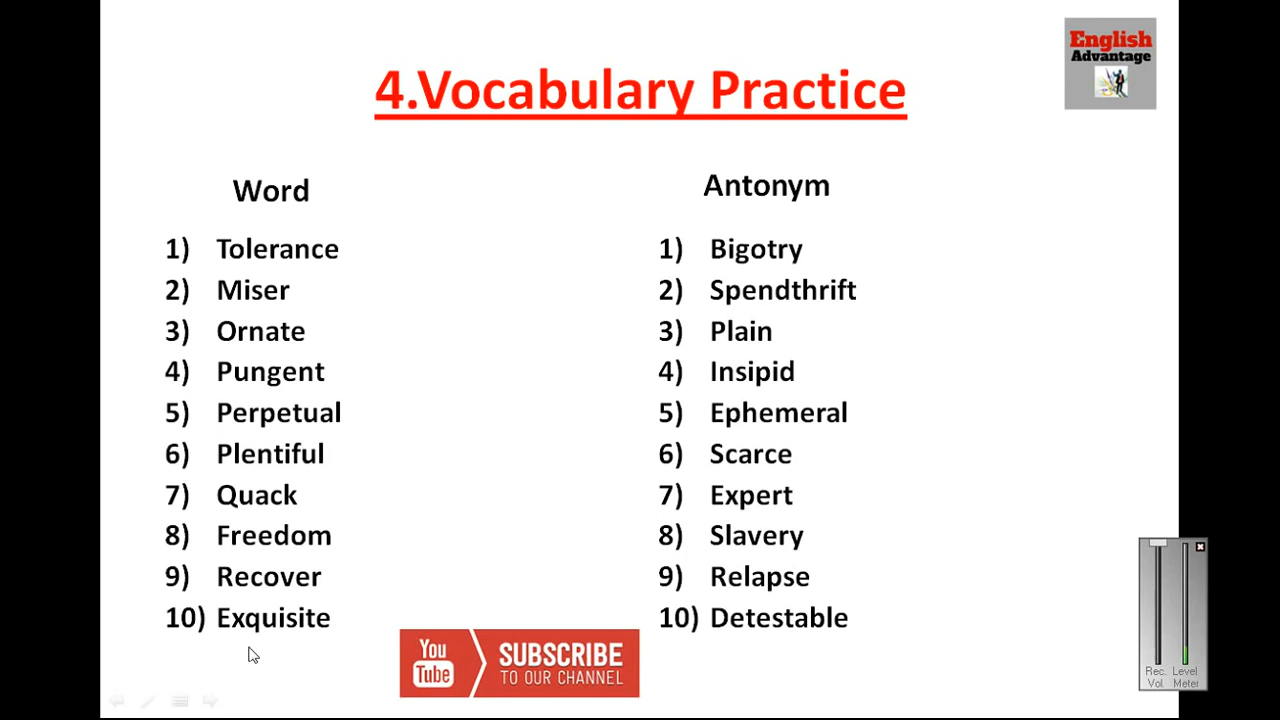 English
Advantage
4.Vocabulary Practice
Word
1) Tolerance
2) Miser
3) Ornate
4) Pungent
5) Perpetual
6) Plentiful
7) Quack
8) Freedom
9) Recover
10) Exquisite
Antonym
1) Bigotry
2) Spendthrift
3) Plain
4) Insipid
5) Ephemeral
6) Scarce
7) Expert
8) Slavery
9) Relapse
10) Detestable
You
Tube
SUBSCRIBE
TO OUR CHANNEL
Rec. Level
Vol Meter